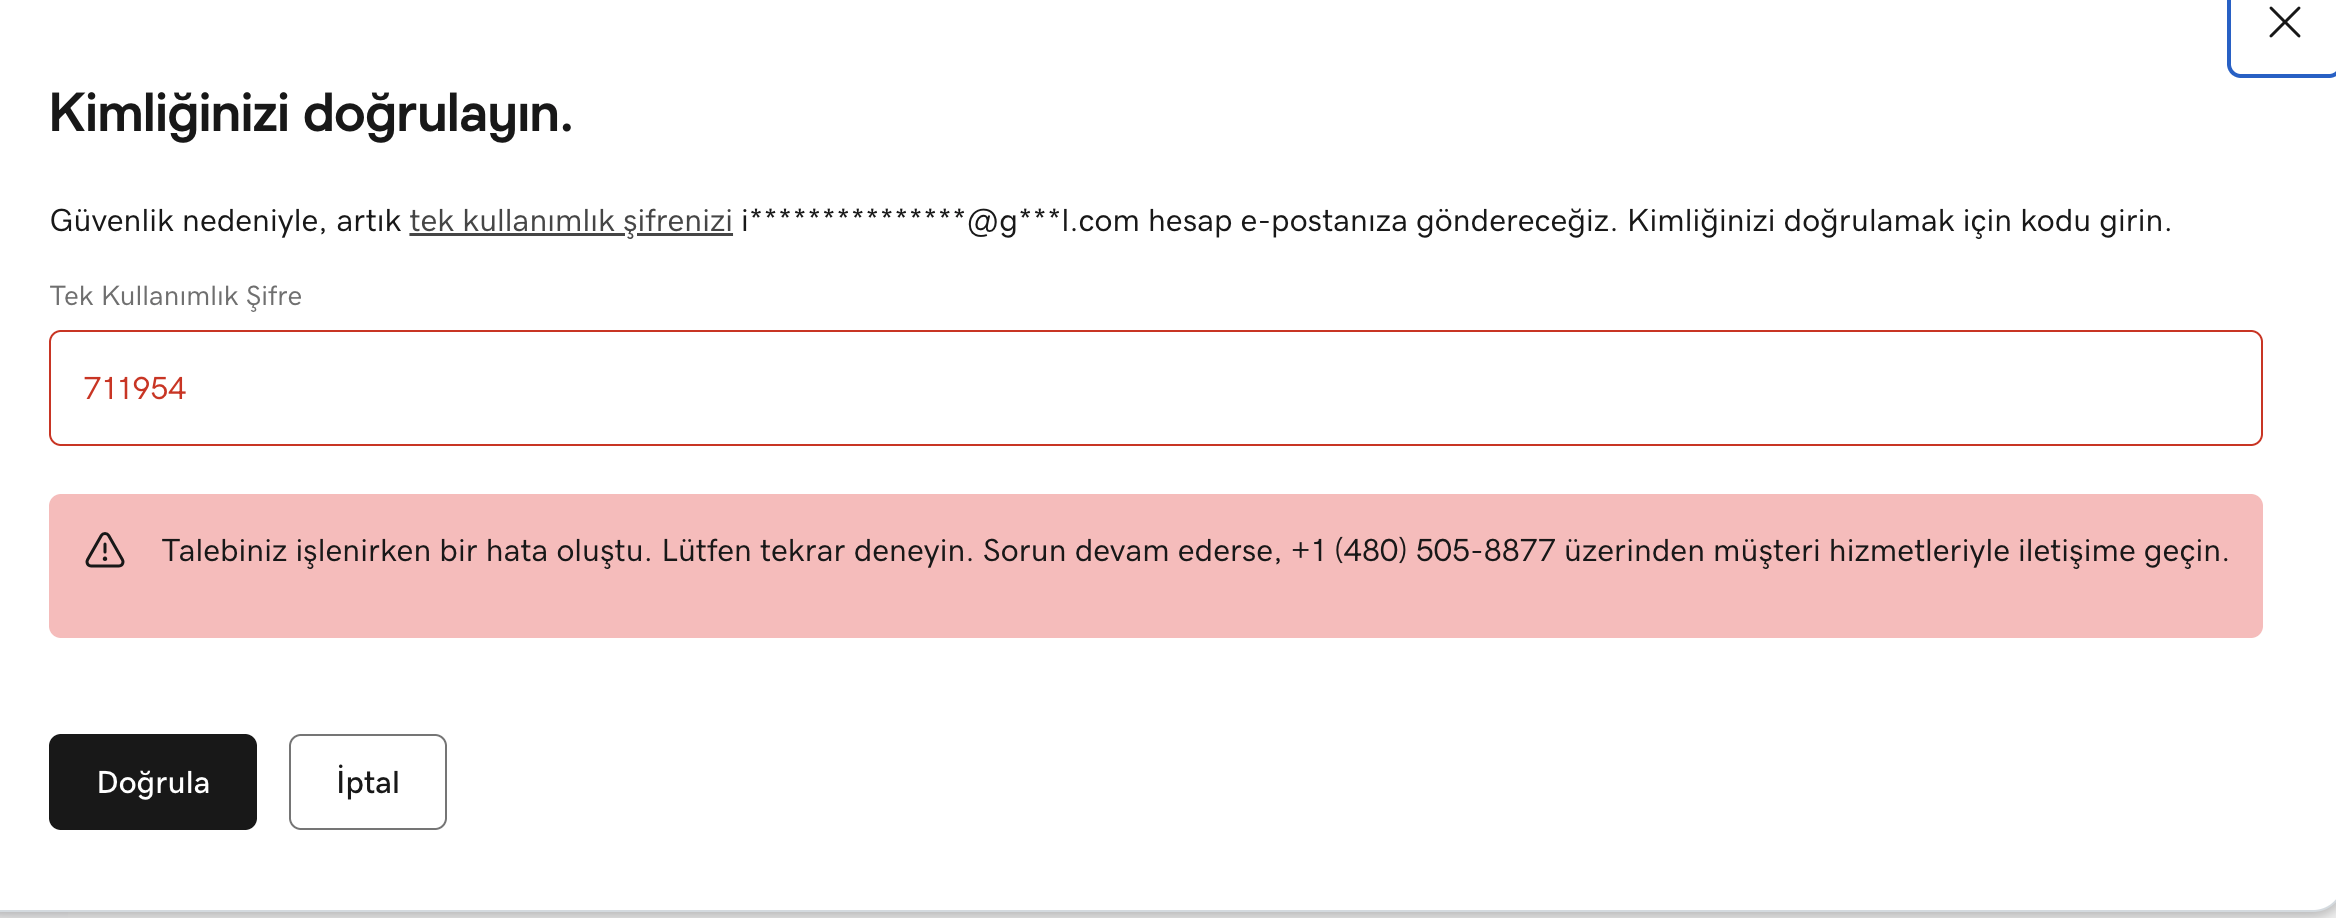 Kimliğinizi doğrulayın.
Güvenlik nedeniyle, artık tek kullanımlık şifrenizi i***************@g***l.com hesap e-postanıza göndereceğiz. Kimliğinizi doğrulamak için kodu girin.
Tek Kullanımlık Şifre
711954
Talebiniz işlenirken bir hata oluştu. Lütfen tekrar deneyin. Sorun devam ederse, +1 (480) 505-8877 üzerinden müşteri hizmetleriyle iletişime geçin.
Doğrula İptal